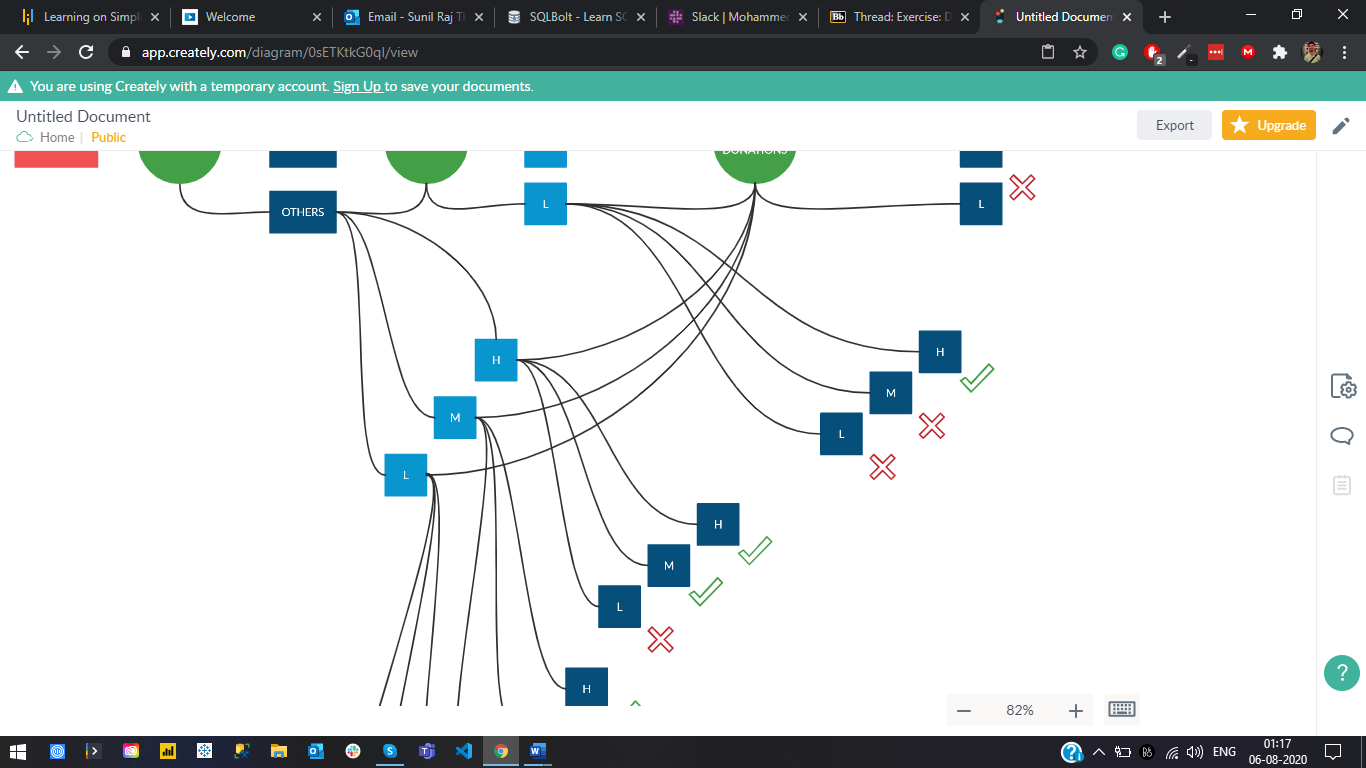 Learning on Simpl
Welcome
Email - Sunil Raj T
SQLBolt - Learn SQ
Slack | Mohammed
Thread: Exercise: D
Untitled Documen
app.creately.com/diagram/0sETKtkG0qI/view
You are using Creately with a temporary account. Sign Up to save your documents.
Untitled Document
Home | Public
Export
Upgrade
DONATIONS
OTHERS
L
L
H
H
M
M
L
L
H
M
L
H
82%
ENG
01:17
06-08-2020